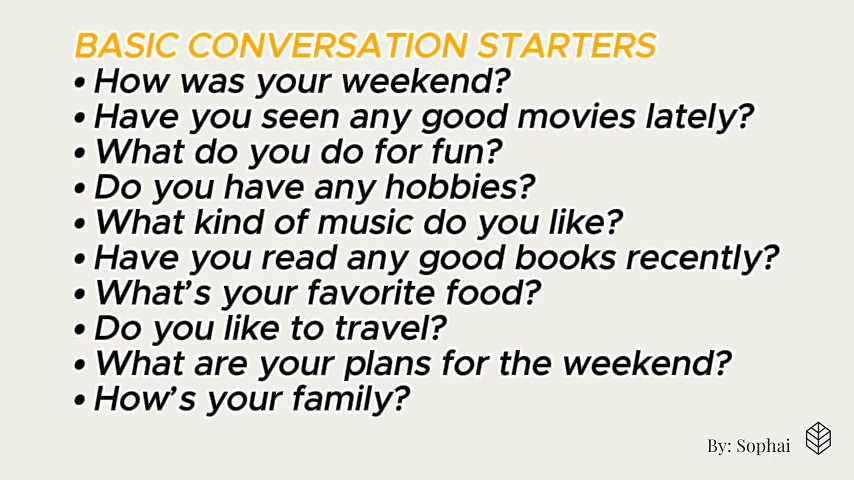 BASIC CONVERSATION STARTERS
• How was your weekend?
• Have you seen any good movies lately?
• What do you do for fun?
• Do you have any hobbies?
• What kind of music do you like?
• Have you read any good books recently?
• What’s your favorite food?
• Do you like to travel?
• What are your plans for the weekend?
• How’s your family?
By: Sophai